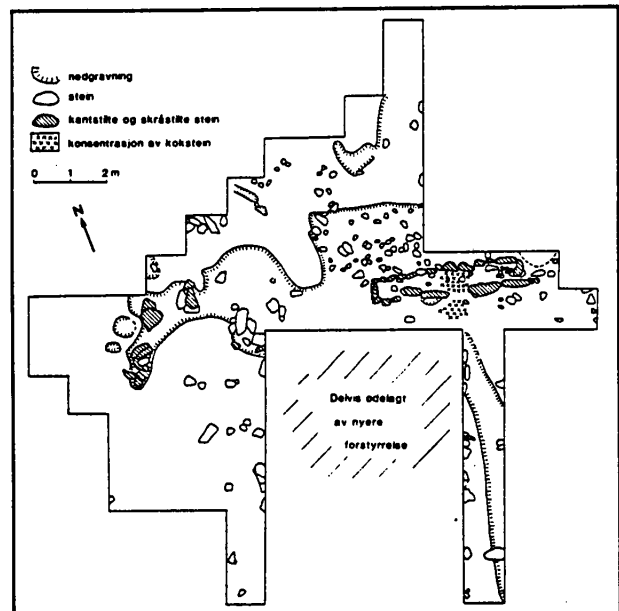 nedgravning
stein
kantstilte og skråstilte stein
konsentrasjon av kokstein
0 1 2 m
N
Delvis ødelagt
av nyere
forstyrrelse